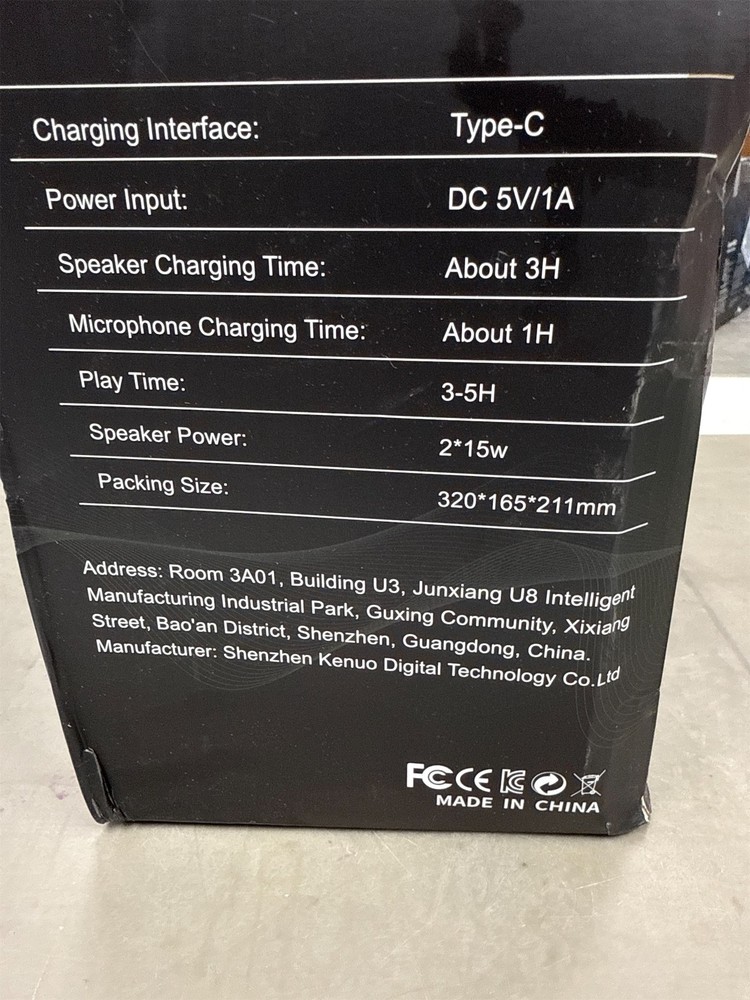 Charging Interface: Type-C
Power Input: DC 5V/1A
Speaker Charging Time: About 3H
Microphone Charging Time: About 1H
Play Time: 3-5H
Speaker Power: 2*15w
Packing Size: 320*165*211mm
Address: Room 3A01, Building U3, Junxiang U8 Intelligent
Manufacturing Industrial Park, Guxing Community, Xixiang
Street, Bao'an District, Shenzhen, Guangdong, China.
Manufacturer: Shenzhen Kenuo Digital Technology Co.Ltd
FC CE KC
MADE IN CHINA